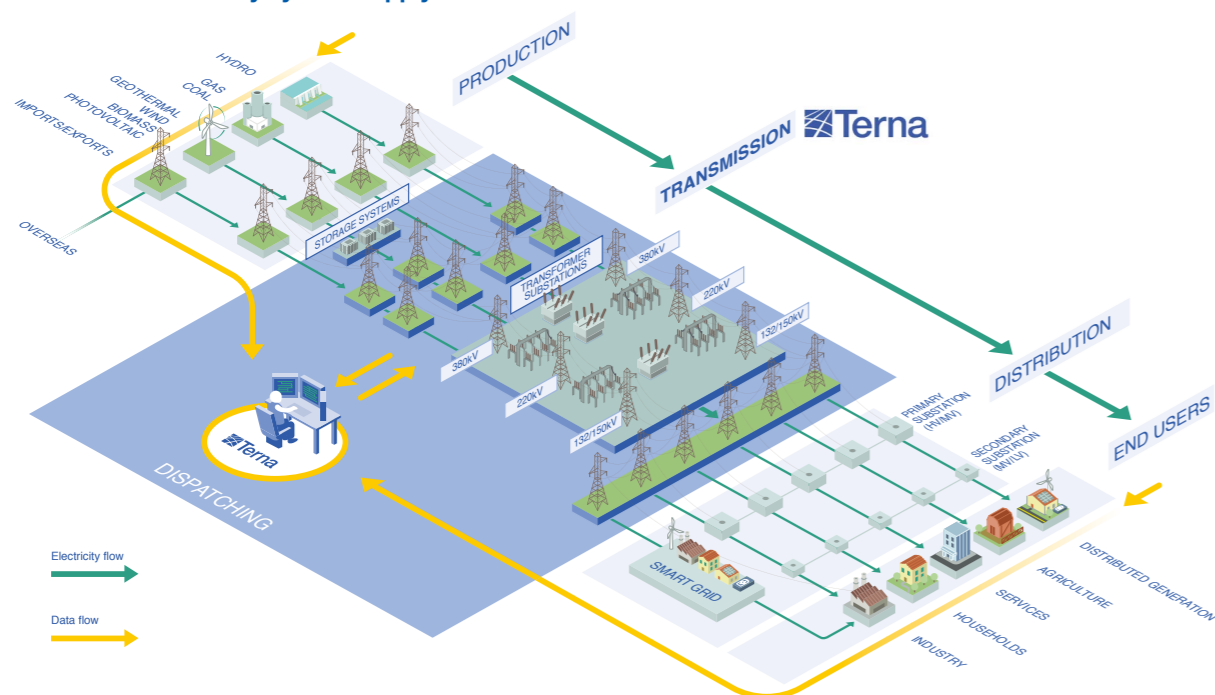 PRODUCTION
TRANSMISSION
Terna
DISTRIBUTION
END USERS
HYDRO
GAS
COAL
GEOTHERMAL
WIND
BIOMASS
PHOTOVOLTAIC
IMPORTS/EXPORTS
OVERSEAS
STORAGE SYSTEMS
TRANSFORMER
SUBSTATIONS
380kV
220kV
132/150kV
380kV
220kV
132/150kV
PRIMARY
SUBSTATION
(HV/MV)
SECONDARY
SUBSTATION
(MV/LV)
Terna
DISPATCHING
SMART GRID
DISTRIBUTED GENERATION
AGRICULTURE
SERVICES
HOUSEHOLDS
INDUSTRY
Electricity flow
Data flow